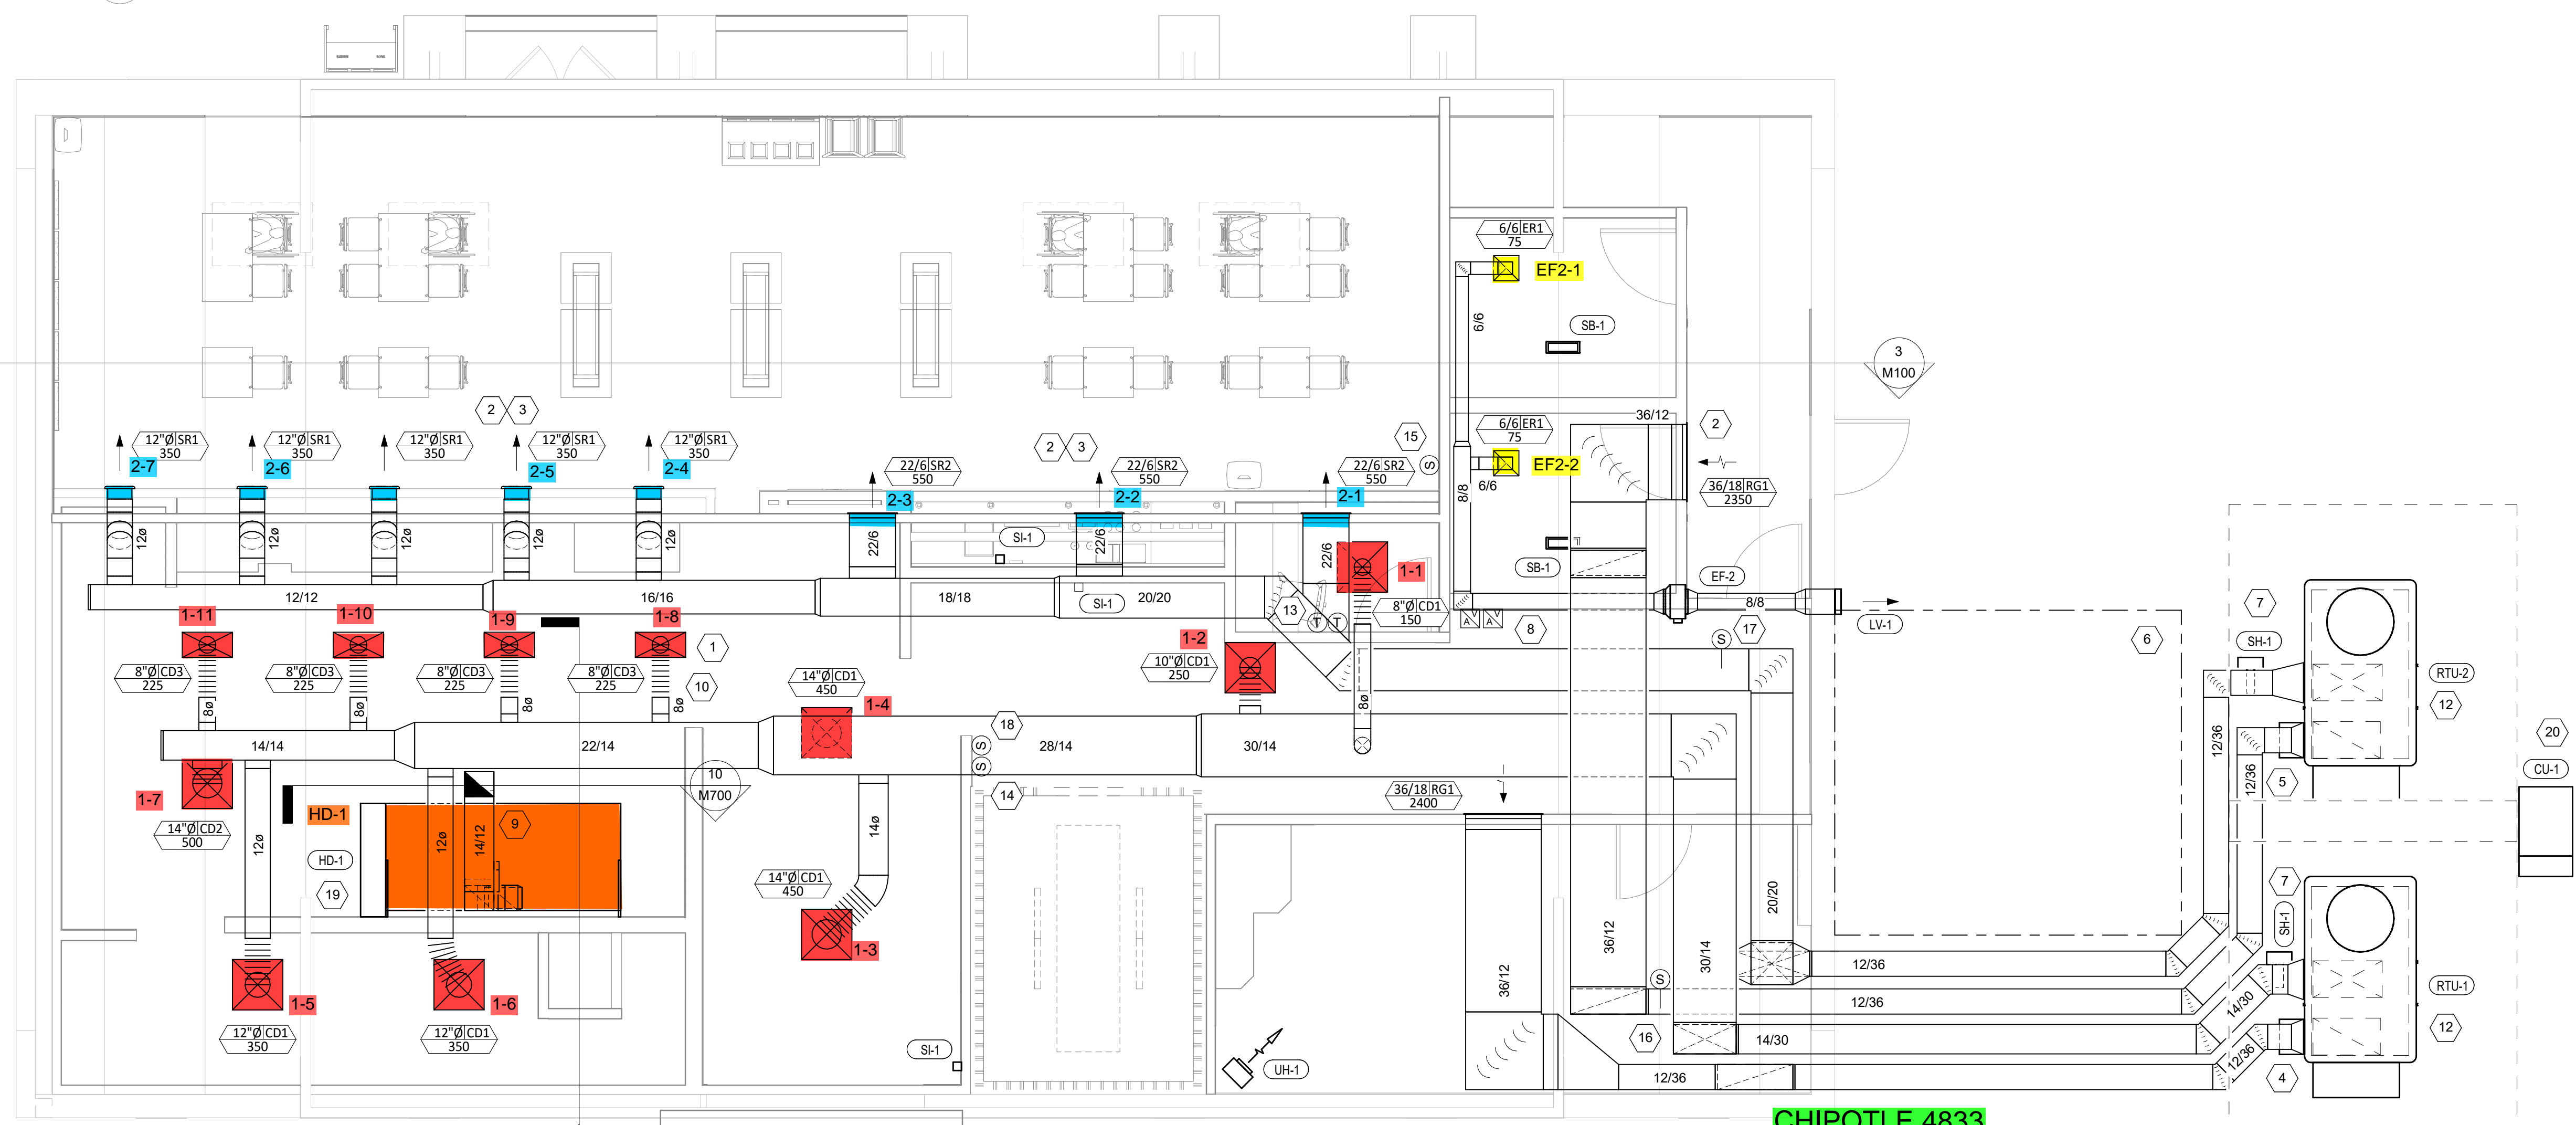 6/6 ER1
75
EF2-1
6/6
SB-1
3
M100
2 3
36/12
2
6/6 ER1
75
15
S
EF2-2
6/6
8/8
36/18 RG1
2350
12"Ø SR1
350
2-7
12"Ø SR1
350
2-6
12"Ø SR1
350
12"Ø SR1
350
2-5
12"Ø SR1
350
2-4
2 3
22/6 SR2
550
2-3
22/6 SR2
550
2-2
22/6 SR2
550
2-1
12ø
12ø
12ø
12ø
12ø
22/6
22/6
22/6
SI-1
SB-1
1-1
EF-2
12/12
16/16
18/18
SI-1
20/20
13
T T
8"Ø CD1
150
A V
A V
8
8/8
LV-1
7
6
SH-1
RTU-2
12
1-11
1-10
1-9
1-8
1
1-2
17
S
8"Ø CD3
225
8"Ø CD3
225
8"Ø CD3
225
8"Ø CD3
225
10
14"Ø CD1
450
1-4
10"Ø CD1
250
8ø
8ø
8ø
8ø
8ø
14/14
22/14
18
S
S
28/14
30/14
12/36
12/36
5
20
CU-1
10
M700
1-7
14"Ø CD2
500
HD-1
HD-1
19
12ø
12ø
14/12
9
14ø
14
36/18 RG1
2400
14"Ø CD1
450
1-3
7
SH-1
20/20
36/12
36/12
30/14
S
12/36
12/36
14/30
14/30
12/36
12/36
16
RTU-1
12
4
1-5
1-6
12"Ø CD1
350
12"Ø CD1
350
SI-1
UH-1
CHIPOTLE 4833